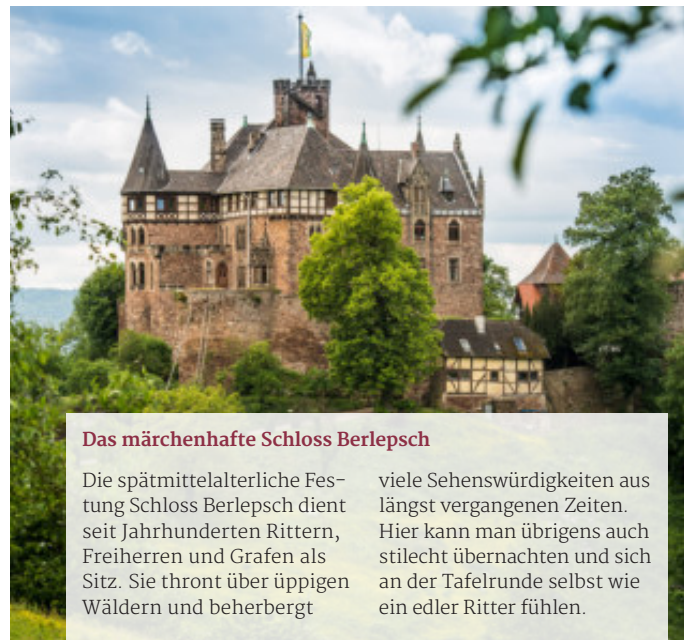 Das märchenhafte Schloss Berlepsch
Die spätmittelalterliche Fes-
tung Schloss Berlepsch dient
seit Jahrhunderten Rittern,
Freiherren und Grafen als
Sitz. Sie thront über üppigen
Wäldern und beherbergt
viele Sehenswürdigkeiten aus
längst vergangenen Zeiten.
Hier kann man übrigens auch
stilecht übernachten und sich
an der Tafelrunde selbst wie
ein edler Ritter fühlen.